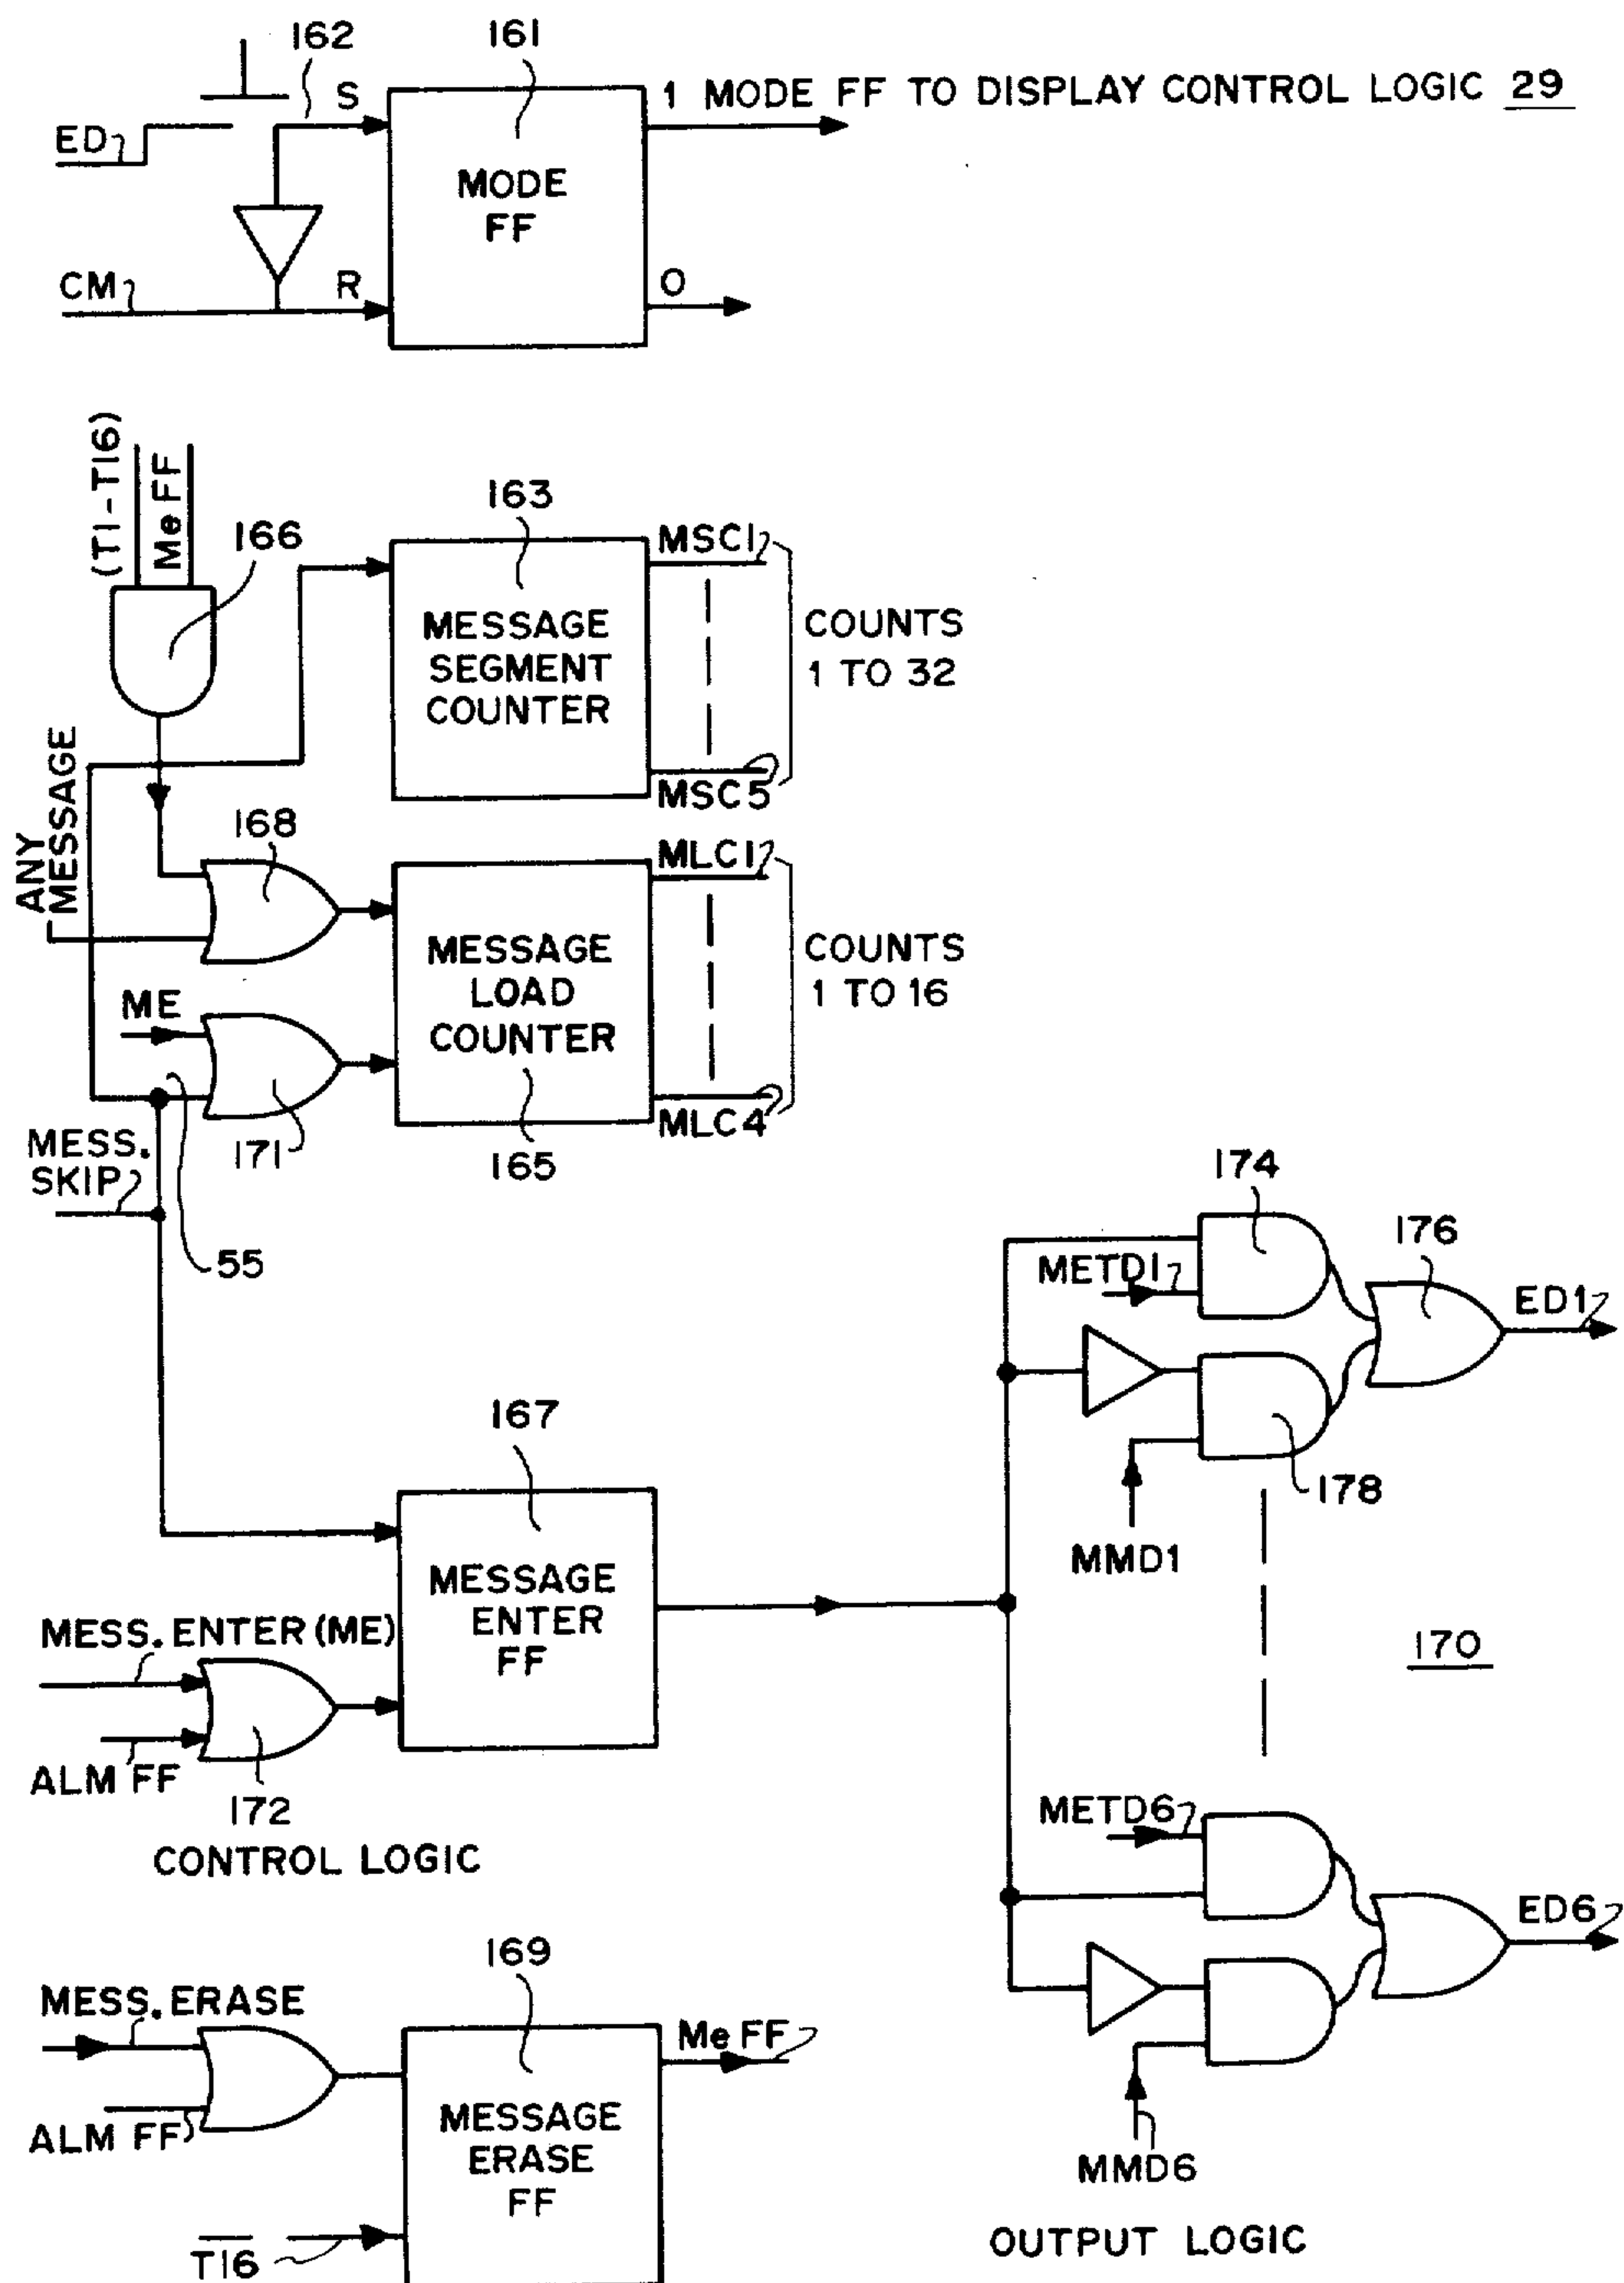 162
161
S
1 MODE FF TO DISPLAY CONTROL LOGIC 29
ED
MODE
FF
CM
R
O
(T1-T16)
MeFF
166
163
MSC1
MESSAGE
SEGMENT
COUNTER
COUNTS
1 TO 32
MSC5
ANY
MESSAGE
168
MLC1
MESSAGE
LOAD
COUNTER
COUNTS
1 TO 16
ME
MLC4
171
165
MESS.
SKIP
55
174
176
METD1
ED1
178
MMD1
167
MESSAGE
ENTER
FF
MESS. ENTER (ME)
ALM FF
172
CONTROL LOGIC
170
METD6
ED6
MMD6
OUTPUT LOGIC
169
MESS. ERASE
MeFF
ALM FF
MESSAGE
ERASE
FF
T16